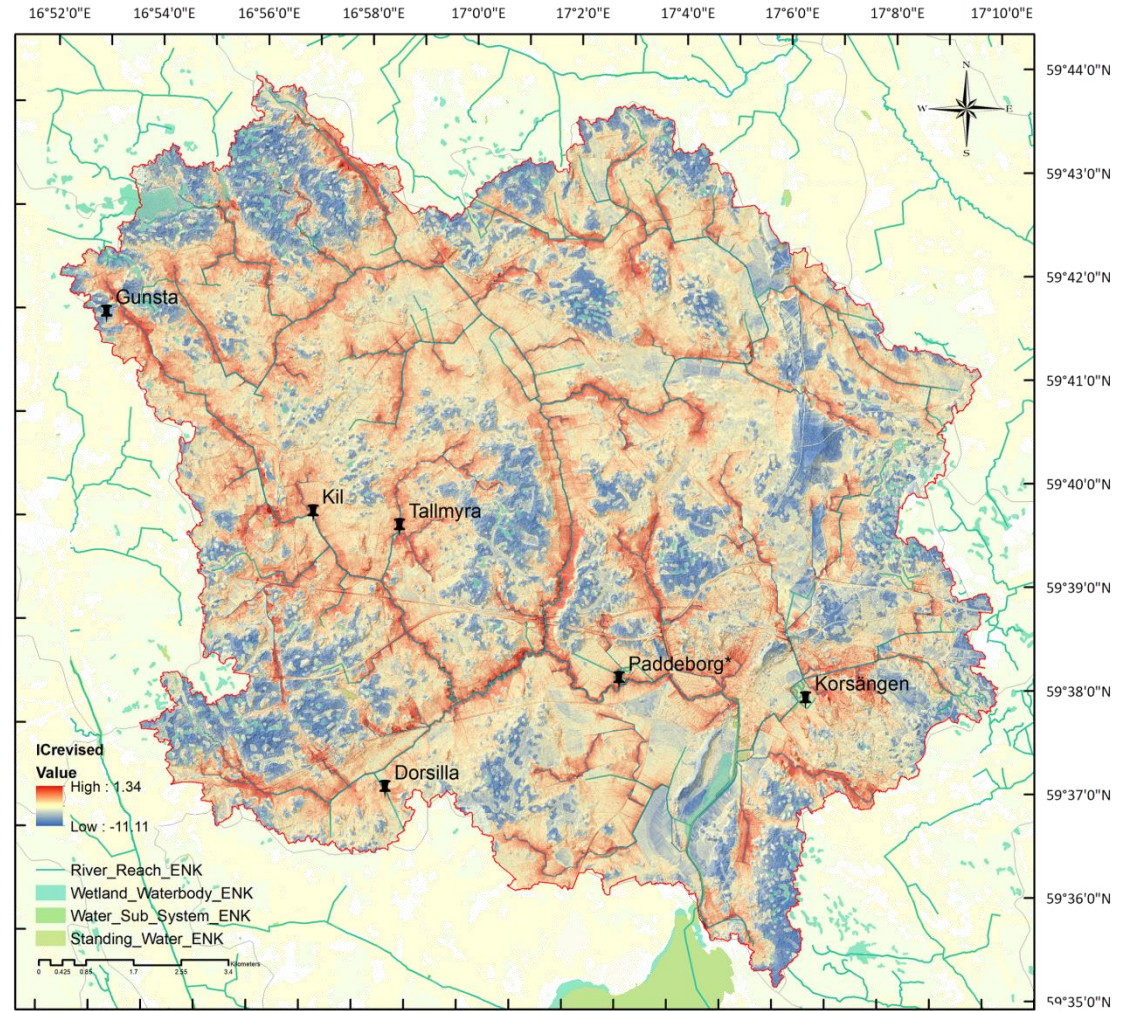 16°52'0"E 16°54'0"E 16°56'0"E 16°58'0"E 17°0'0"E 17°2'0"E 17°4'0"E 17°6'0"E 17°8'0"E 17°10'0"E
59°44'0"N
N
W E
S
59°43'0"N
59°42'0"N
Gunsta
59°41'0"N
59°40'0"N
Kil
Tallmyra
59°39'0"N
Paddeborg*
Korsängen
59°38'0"N
ICrevised
Value
High : 1.34
Low : -11.11
Dorsilla
59°37'0"N
River_Reach_ENK
Wetland_Waterbody_ENK
Water_Sub_System_ENK
Standing_Water_ENK
59°36'0"N
Kilometers
0 0.425 0.85 1.7 2.55 3.4
59°35'0"N